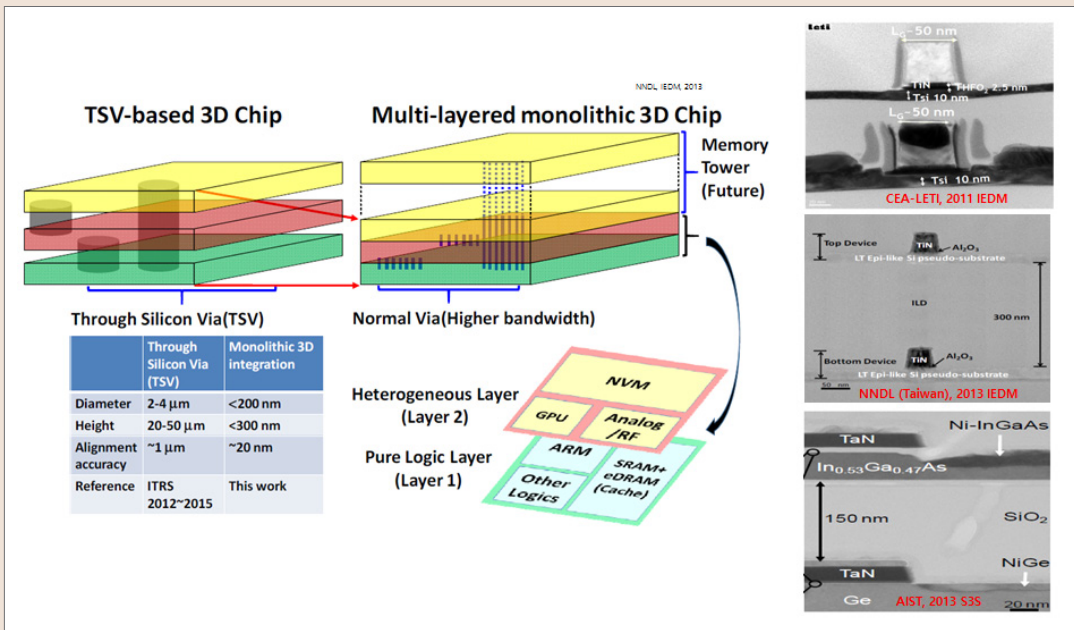 NNDL, IEDM, 2013
TSV-based 3D Chip
Multi-layered monolithic 3D Chip
Memory
Tower
(Future)
Through Silicon Via(TSV)
Normal Via(Higher bandwidth)
Through
Silicon Via
(TSV)
Monolithic 3D
integration
Diameter 2-4 μm <200 nm
Height 20-50 μm <300 nm
Alignment
accuracy
~1 μm ~20 nm
Reference ITRS
2012~2015
This work
Heterogeneous Layer
(Layer 2)
Pure Logic Layer
(Layer 1)
NVM
GPU
Analog
/RF
ARM
Other
Logics
SRAM+
eDRAM
(Cache)
leti
LG~50 nm
TiN
THFO2 2.5 nm
Tsi 10 nm
LG~50 nm
Tsi 10 nm
CEA-LETI, 2011 IEDM
Top Device
TiN
Al2O3
LT Epi-like Si pseudo-substrate
ILD
300 nm
Bottom Device
TiN
Al2O3
LT Epi-like Si pseudo-substrate
50 nm
NNDL (Taiwan), 2013 IEDM
Ni-InGaAs
TaN
In0.53Ga0.47As
150 nm
SiO2
NiGe
TaN
Ge
AIST, 2013 S3S
20 nm